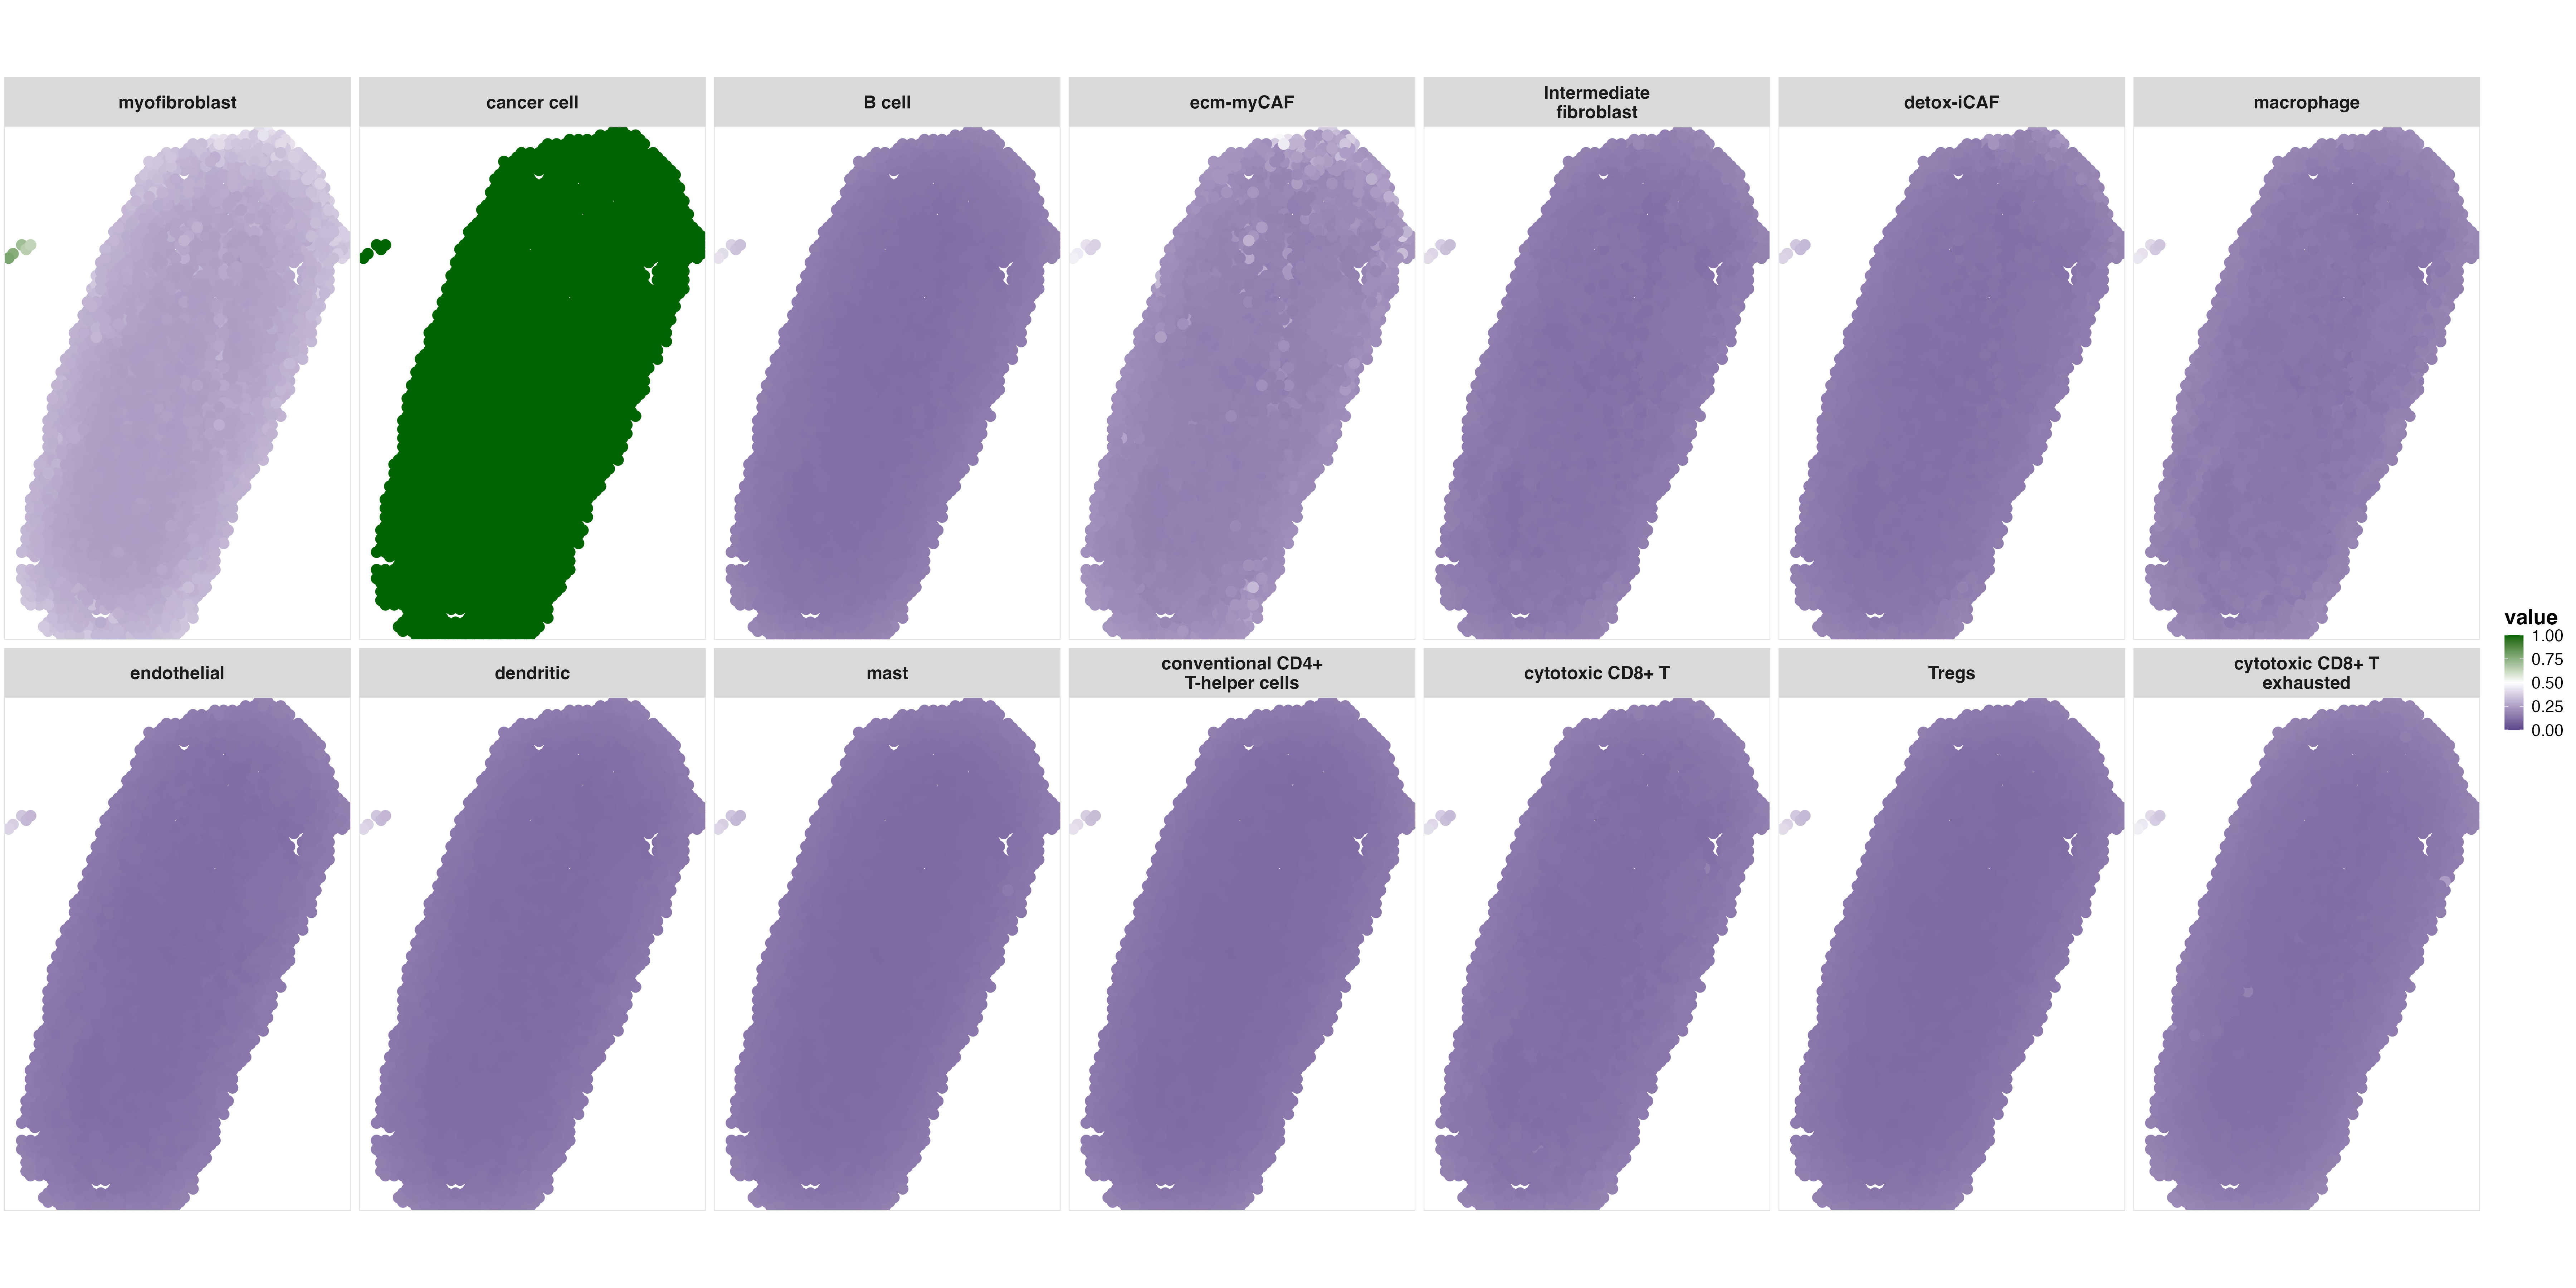 myofibroblast
cancer cell
B cell
ecm-myCAF
Intermediate
fibroblast
detox-iCAF
macrophage
endothelial
dendritic
mast
conventional CD4+
T-helper cells
cytotoxic CD8+ T
Tregs
cytotoxic CD8+ T
exhausted
value
1.00
0.75
0.50
0.25
0.00